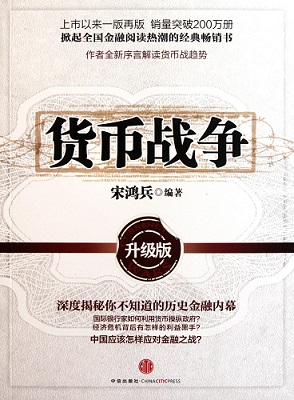 上市以来一版再版 销量突破200万册
掀起全国金融阅读热潮的经典畅销书
作者全新序言解读货币战趋势
货币战争
宋鸿兵◎编著
升级版
深度揭秘你不知道的历史金融内幕
国际银行家如何利用货币操纵政府？
经济危机背后有怎样的利益黑手？
中国应该怎样应对金融之战？
中信出版社·CHINACITICPRESS